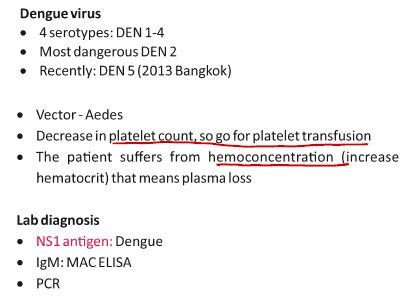 Dengue virus
• 4 serotypes: DEN 1-4
• Most dangerous DEN 2
• Recently: DEN 5 (2013 Bangkok)
• Vector - Aedes
• Decrease in platelet count, so go for platelet transfusion
• The patient suffers from hemoconcentration (increase
hematocrit) that means plasma loss
Lab diagnosis
• NS1 antigen: Dengue
• IgM: MAC ELISA
• PCR